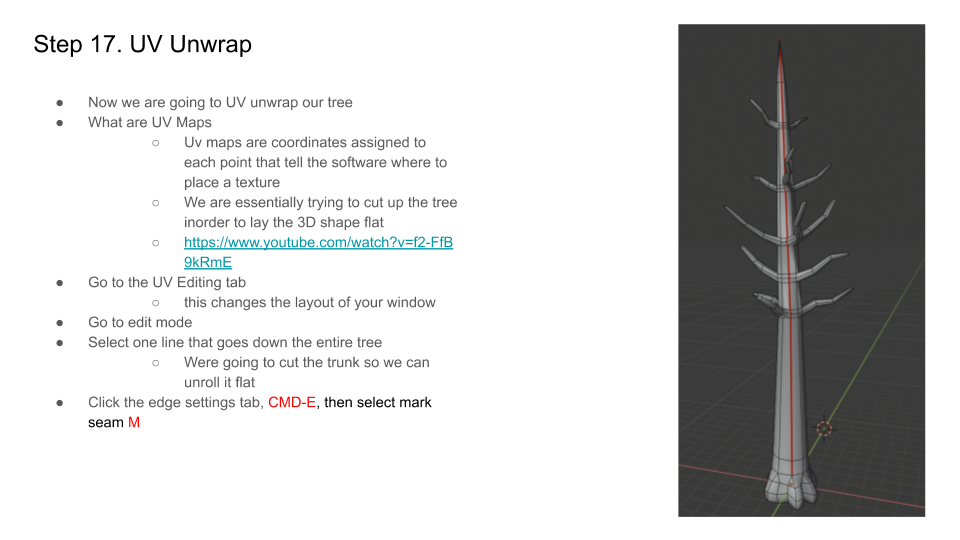 Step 17. UV Unwrap
● Now we are going to UV unwrap our tree
● What are UV Maps
○ Uv maps are coordinates assigned to
each point that tell the software where to
place a texture
○ We are essentially trying to cut up the tree
inorder to lay the 3D shape flat
○ https://www.youtube.com/watch?v=f2-FfB
9kRmE
● Go to the UV Editing tab
○ this changes the layout of your window
● Go to edit mode
● Select one line that goes down the entire tree
○ Were going to cut the trunk so we can
unroll it flat
● Click the edge settings tab, CMD-E, then select mark
seam M